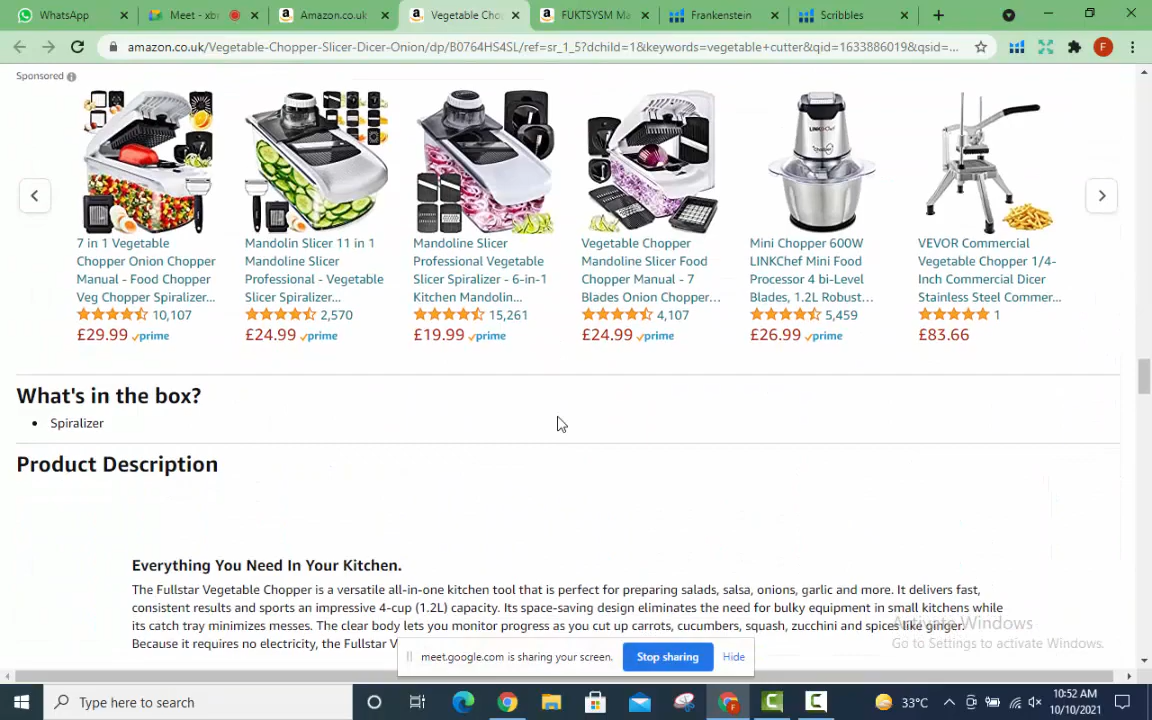 WhatsApp
Meet - xb
Amazon.co.uk
Vegetable Cho
FUKTSYSM Ma
Frankenstein
Scribbles
amazon.co.uk/Vegetable-Chopper-Slicer-Dicer-Onion/dp/B0764HS4SL/ref=sr_1_5?dchild=1&keywords=vegetable+cutter&qid=1633886019&qsid=...
F
Sponsored
7 in 1 Vegetable
Chopper Onion Chopper
Manual - Food Chopper
Veg Chopper Spiralizer...
10,107
£29.99 prime
Mandolin Slicer 11 in 1
Mandoline Slicer
Professional - Vegetable
Slicer Spiralizer...
2,570
£24.99 prime
Mandoline Slicer
Professional Vegetable
Slicer Spiralizer - 6-in-1
Kitchen Mandolin...
15,261
£19.99 prime
Vegetable Chopper
Mandoline Slicer Food
Chopper Manual - 7
Blades Onion Chopper...
4,107
£24.99 prime
Mini Chopper 600W
LINKChef Mini Food
Processor 4 bi-Level
Blades, 1.2L Robust...
5,459
£26.99 prime
VEVOR Commercial
Vegetable Chopper 1/4-
Inch Commercial Dicer
Stainless Steel Commer...
1
£83.66
What's in the box?
• Spiralizer
Product Description
Everything You Need In Your Kitchen.
The Fullstar Vegetable Chopper is a versatile all-in-one kitchen tool that is perfect for preparing salads, salsa, onions, garlic and more. It delivers fast,
consistent results and sports an impressive 4-cup (1.2L) capacity. Its space-saving design eliminates the need for bulky equipment in small kitchens while
its catch tray minimizes messes. The clear body lets you monitor progress as you cut up carrots, cucumbers, squash, zucchini and spices like ginger.
Because it requires no electricity, the Fullstar V
Activate Windows
Go to Settings to activate Windows.
meet.google.com is sharing your screen.
Stop sharing
Hide
Type here to search
33°C
10:52 AM
10/10/2021